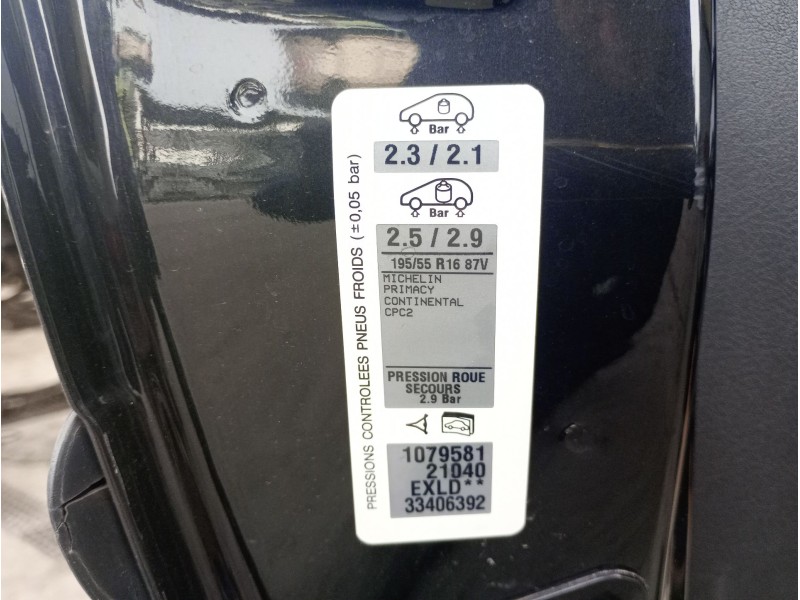 PRESSIONS CONTROLEES PNEUS FROIDS (±0,05 bar)
Bar
2.3 / 2.1
Bar
2.5 / 2.9
195/55 R16 87V
MICHELIN
PRIMACY
CONTINENTAL
CPC2
PRESSION ROUE
SECOURS
2.9 Bar
1079581
21040
EXLD**
33406392